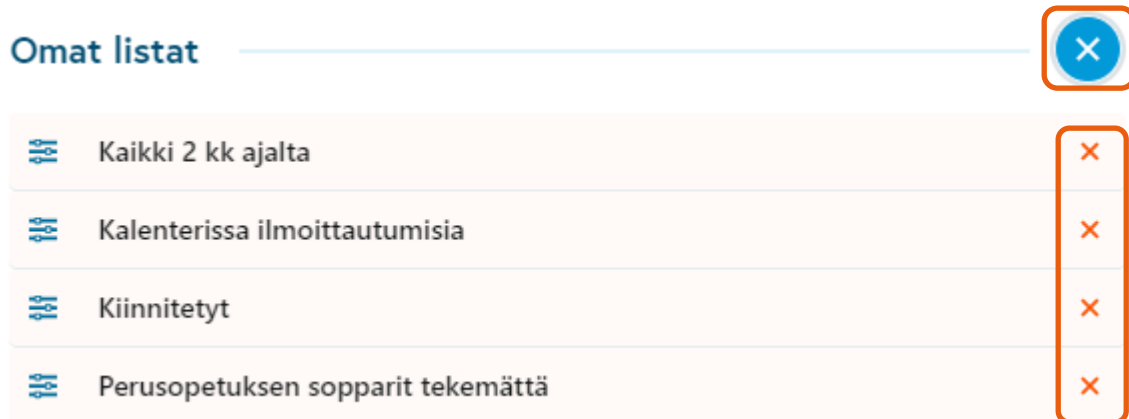 Omat listat
Kaikki 2 kk ajalta
Kalenterissa ilmoittautumisia
Kiinnitetyt
Perusopetuksen sopparit tekemättä